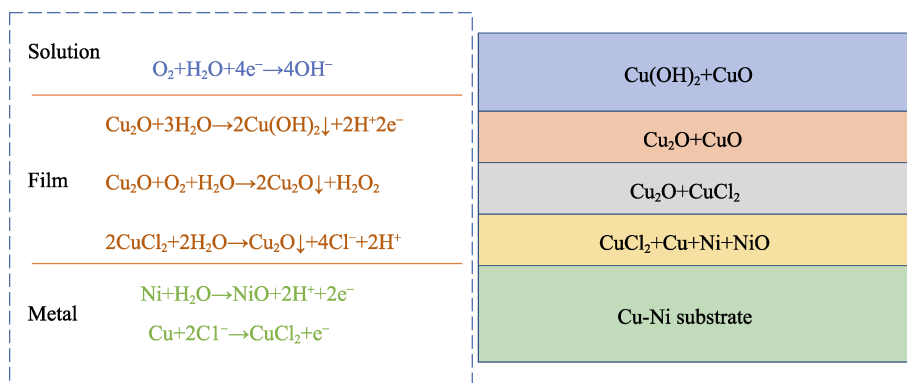 Solution
O₂+H₂O+4e⁻→4OH⁻
Cu₂O+3H₂O→2Cu(OH)₂↓+2H⁺2e⁻
Film
Cu₂O+O₂+H₂O→2Cu₂O↓+H₂O₂
2CuCl₂+2H₂O→Cu₂O↓+4Cl⁻+2H⁺
Ni+H₂O→NiO+2H⁺+2e⁻
Metal
Cu+2C1⁻→CuCl₂+e⁻
Cu(OH)₂+CuO
Cu₂O+CuO
Cu₂O+CuCl₂
CuCl₂+Cu+Ni+NiO
Cu-Ni substrate